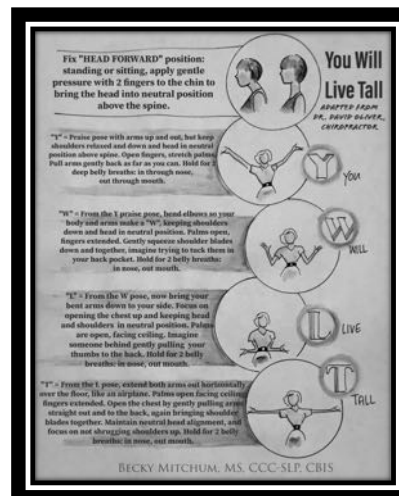 Fix "HEAD FORWARD" position:
standing or sitting, apply gentle
pressure with 2 fingers to the chin to
bring the head into neutral position
above the spine.
You Will
Live Tall
ADAPTED FROM
DR. DAVID OLIVER,
CHIROPRACTOR
"Y" = Praise pose with arms up and out, but keep
shoulders relaxed and down and head in neutral
position above spine. Open fingers, stretch palms.
Pull arms gently back as far as you can. Hold for 2
deep belly breaths: in through nose,
out through mouth.
Y
YOU
"W" = From the Y praise pose, bend elbows so your
body and arms make a "W", keeping shoulders
down and head in neutral position. Palms open,
fingers extended. Gently squeeze shoulder blades
down and together, imagine trying to tuck them in
your back pocket. Hold for 2 belly breaths:
in nose, out mouth.
W
WILL
"L" = From the W pose, now bring your
bent arms down to your side. Focus on
opening the chest up and keeping head
and shoulders in neutral position. Palms
are open, facing ceiling. Imagine
someone behind gently pulling your
thumbs to the back. Hold for 2 belly
breaths: in nose, out mouth.
L
LIVE
"T" = From the L pose, extend both arms out horizontally
over the floor, like an airplane. Palms open facing ceiling
fingers extended. Open the chest by gently pulling arms
straight out and to the back, again bringing shoulder
blades together. Maintain neutral head alignment, and
focus on not shrugging shoulders up. Hold for 2 belly
breaths: in nose, out mouth.
T
TALL
BECKY MITCHUM, MS, CCC-SLP, CBIS